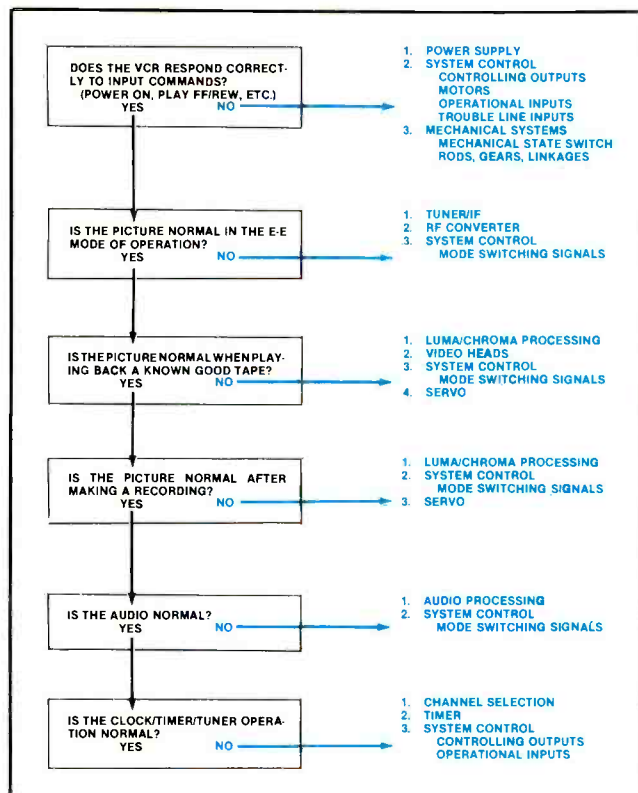 DOES THE VCR RESPOND CORRECT-
LY TO INPUT COMMANDS?
(POWER ON, PLAY FF/REW, ETC.)
YES NO
1. POWER SUPPLY
2. SYSTEM CONTROL
CONTROLLING OUTPUTS
MOTORS
OPERATIONAL INPUTS
TROUBLE LINE INPUTS
3. MECHANICAL SYSTEMS
MECHANICAL STATE SWITCH
RODS, GEARS, LINKAGES
IS THE PICTURE NORMAL IN THE E-E
MODE OF OPERATION?
YES NO
1. TUNER/IF
2. RF CONVERTER
3. SYSTEM CONTROL
MODE SWITCHING SIGNALS
IS THE PICTURE NORMAL WHEN PLAY-
ING BACK A KNOWN GOOD TAPE?
YES NO
1. LUMA/CHROMA PROCESSING
2. VIDEO HEADS
3. SYSTEM CONTROL
MODE SWITCHING SIGNALS
4. SERVO
IS THE PICTURE NORMAL AFTER
MAKING A RECORDING?
YES NO
1. LUMA/CHROMA PROCESSING
2. SYSTEM CONTROL
MODE SWITCHING SIGNALS
3. SERVO
IS THE AUDIO NORMAL?
YES NO
1. AUDIO PROCESSING
2. SYSTEM CONTROL
MODE SWITCHING SIGNALS
IS THE CLOCK/TIMER/TUNER OPERA-
TION NORMAL?
YES NO
1. CHANNEL SELECTION
2. TIMER
3. SYSTEM CONTROL
CONTROLLING OUTPUTS
OPERATIONAL INPUTS